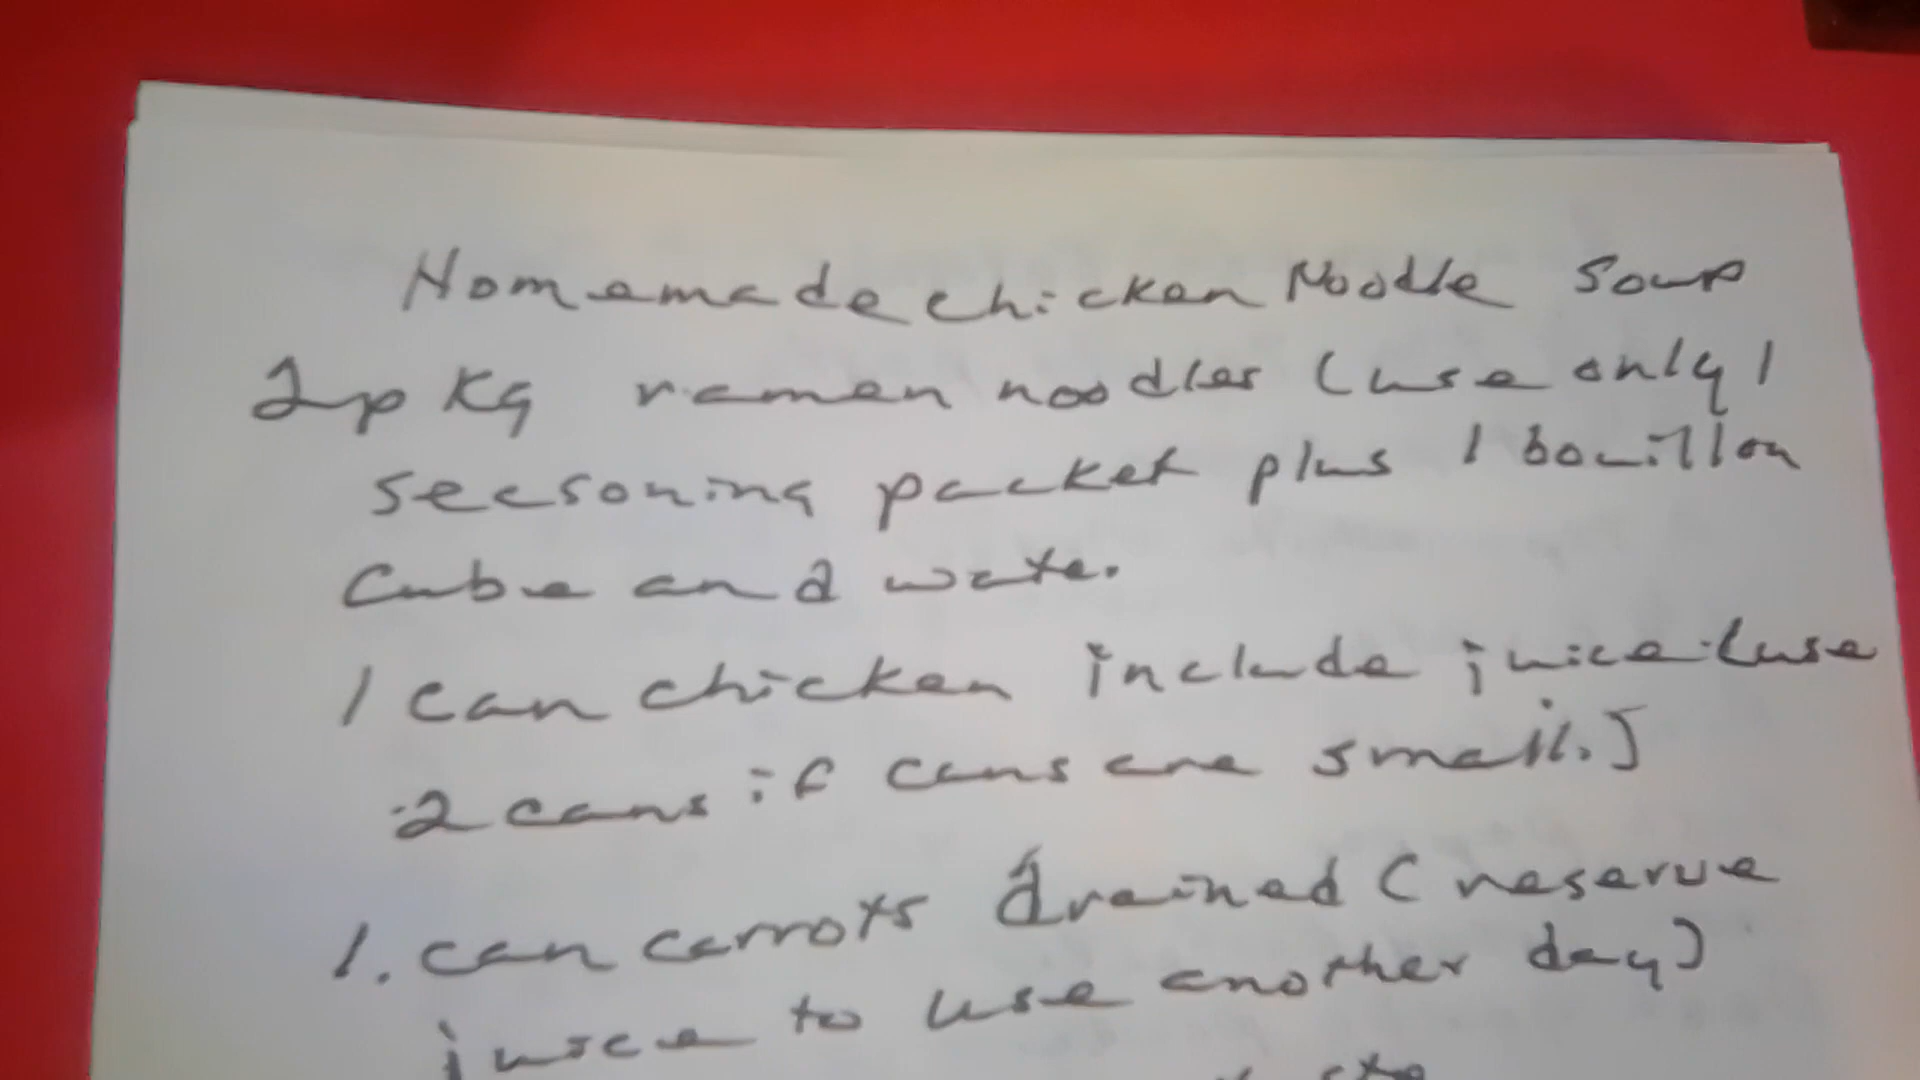 Homemade chicken Noodle Soup
2 pkg ramen noodles (use only 1
seasoning packet plus 1 bouillon
Cube and water
1 can chicken include juice (use
2 cans if cans are small.)
1. can carrots drained (reserve
juice to use another day)